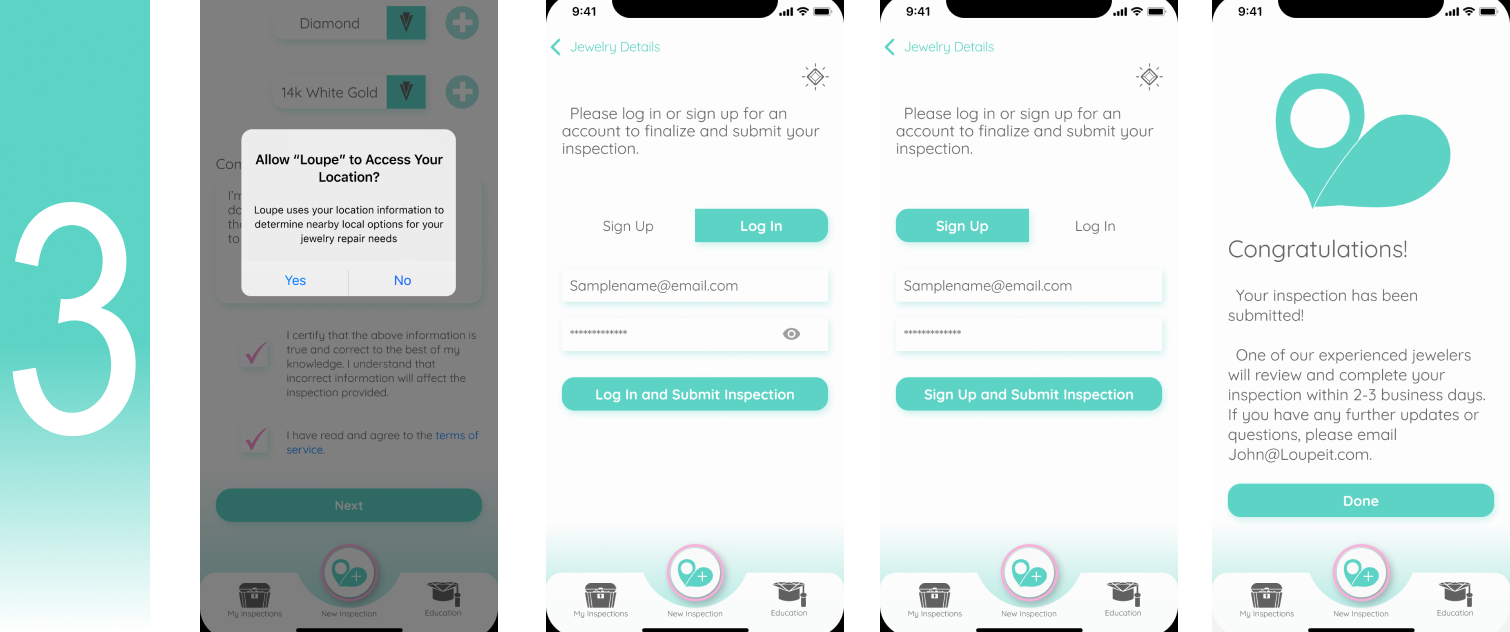 3
Diamond
14k White Gold
Com
I'm
do
the
to
Allow “Loupe” to Access Your
Location?
Loupe uses your location information to
determine nearby local options for your
jewelry repair needs
Yes
No
I certify that the above information is
true and correct to the best of my
knowledge. I understand that
incorrect information will affect the
inspection provided.
I have read and agree to the terms of
service.
Next
My Inspections
New Inspection
Education
9:41
Jewelry Details
Please log in or sign up for an
account to finalize and submit your
inspection.
Sign Up
Log In
Samplename@email.com
*************
Log In and Submit Inspection
My Inspections
New Inspection
Education
9:41
Jewelry Details
Please log in or sign up for an
account to finalize and submit your
inspection.
Sign Up
Log In
Samplename@email.com
*************
Sign Up and Submit Inspection
My Inspections
New Inspection
Education
9:41
Congratulations!
Your inspection has been
submitted!
One of our experienced jewelers
will review and complete your
inspection within 2-3 business days.
If you have any further updates or
questions, please email
John@Loupeit.com.
Done
My Inspections
New Inspection
Education